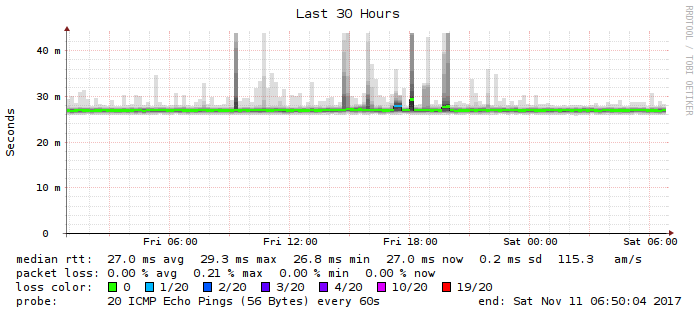 Last 30 Hours
RRDTOOL / TOBI OETIKER
Seconds
40 m
30 m
20 m
10 m
0
Fri 06:00 Fri 12:00 Fri 18:00 Sat 00:00 Sat 06:00
median rtt: 27.0 ms avg 29.3 ms max 26.8 ms min 27.0 ms now 0.2 ms sd 115.3 am/s
packet loss: 0.00 % avg 0.21 % max 0.00 % min 0.00 % now
loss color: 0 1/20 2/20 3/20 4/20 10/20 19/20
probe: 20 ICMP Echo Pings (56 Bytes) every 60s end: Sat Nov 11 06:50:04 2017